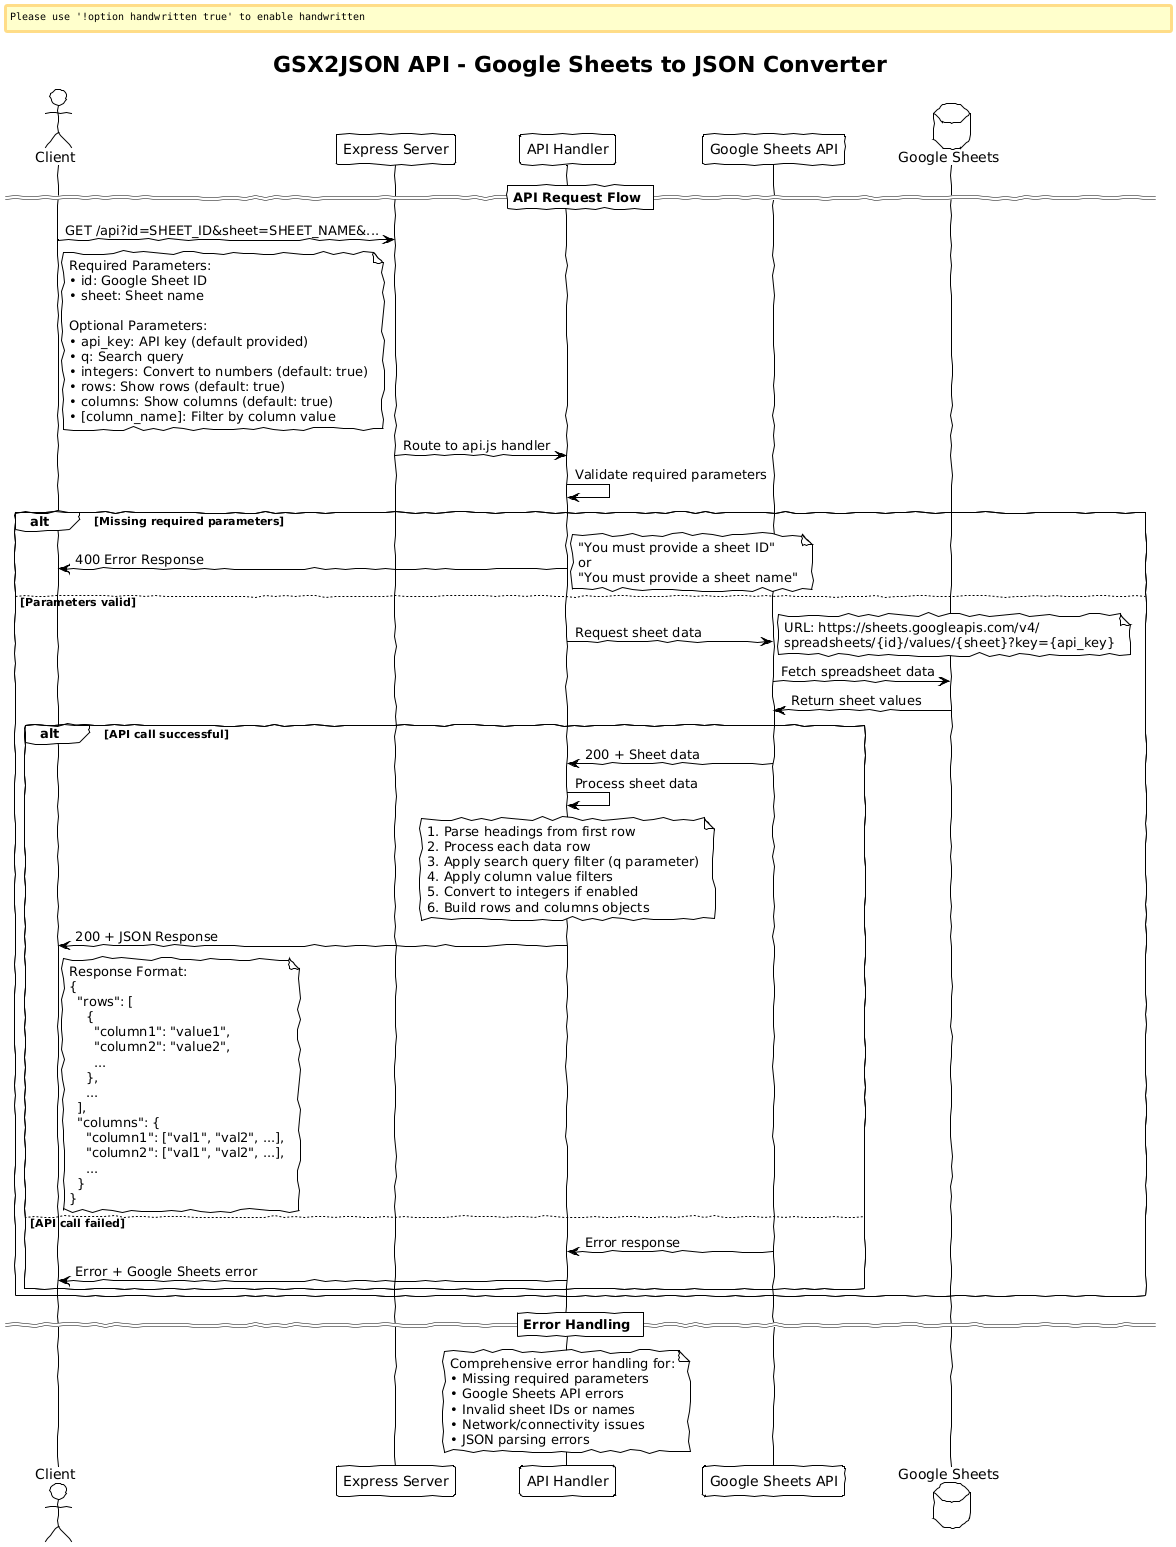 Please use '!option handwritten true' to enable handwritten
GSX2JSON API - Google Sheets to JSON Converter
Client
Express Server
API Handler
Google Sheets API
Google Sheets
API Request Flow
GET /api?id=SHEET_ID&sheet=SHEET_NAME&...
Required Parameters:
• id: Google Sheet ID
• sheet: Sheet name
Optional Parameters:
• api_key: API key (default provided)
• q: Search query
• integers: Convert to numbers (default: true)
• rows: Show rows (default: true)
• columns: Show columns (default: true)
• [column_name]: Filter by column value
Route to api.js handler
Validate required parameters
alt
[Missing required parameters]
400 Error Response
"You must provide a sheet ID"
or
"You must provide a sheet name"
[Parameters valid]
Request sheet data
URL: https://sheets.googleapis.com/v4/
spreadsheets/{id}/values/{sheet}?key={api_key}
Fetch spreadsheet data
Return sheet values
alt
[API call successful]
200 + Sheet data
Process sheet data
1. Parse headings from first row
2. Process each data row
3. Apply search query filter (q parameter)
4. Apply column value filters
5. Convert to integers if enabled
6. Build rows and columns objects
200 + JSON Response
Response Format:
{
"rows": [
{
"column1": "value1",
"column2": "value2",
...
},
...
],
"columns": {
"column1": ["val1", "val2", ...],
"column2": ["val1", "val2", ...],
...
}
}
[API call failed]
Error response
Error + Google Sheets error
Error Handling
Comprehensive error handling for:
• Missing required parameters
• Google Sheets API errors
• Invalid sheet IDs or names
• Network/connectivity issues
• JSON parsing errors
Client
Express Server
API Handler
Google Sheets API
Google Sheets